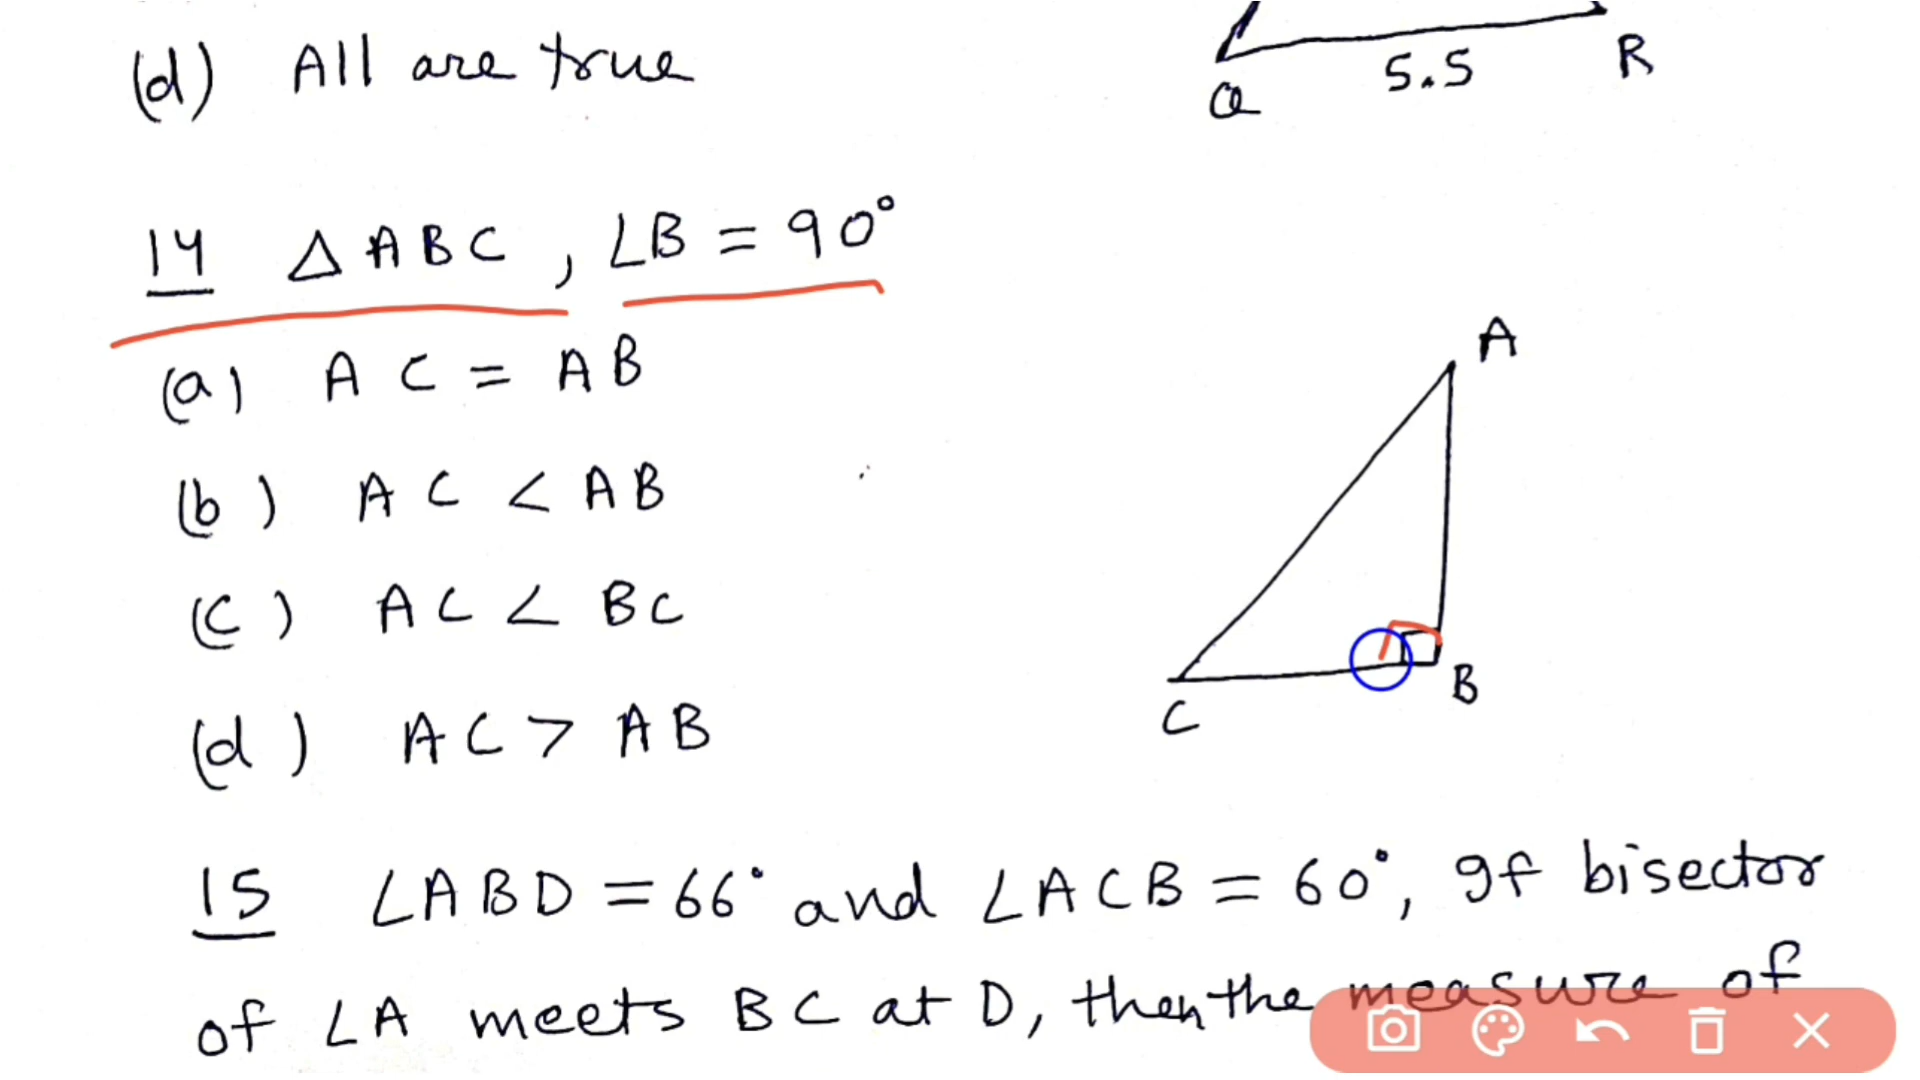 (d) All are true
Q 5.5 R
14 △ABC, ∠B = 90°
(a) AC = AB
(b) AC < AB
(c) AC < BC
(d) AC > AB
A
C B
15 ∠ABD = 66° and ∠ACB = 60°, gf bisector
of ∠A meets BC at D, then the measure of